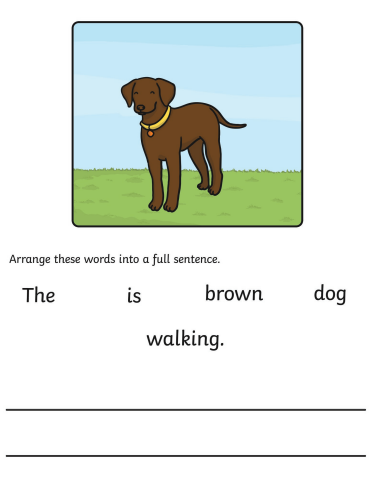 Arrange these words into a full sentence.
The is brown dog
walking.